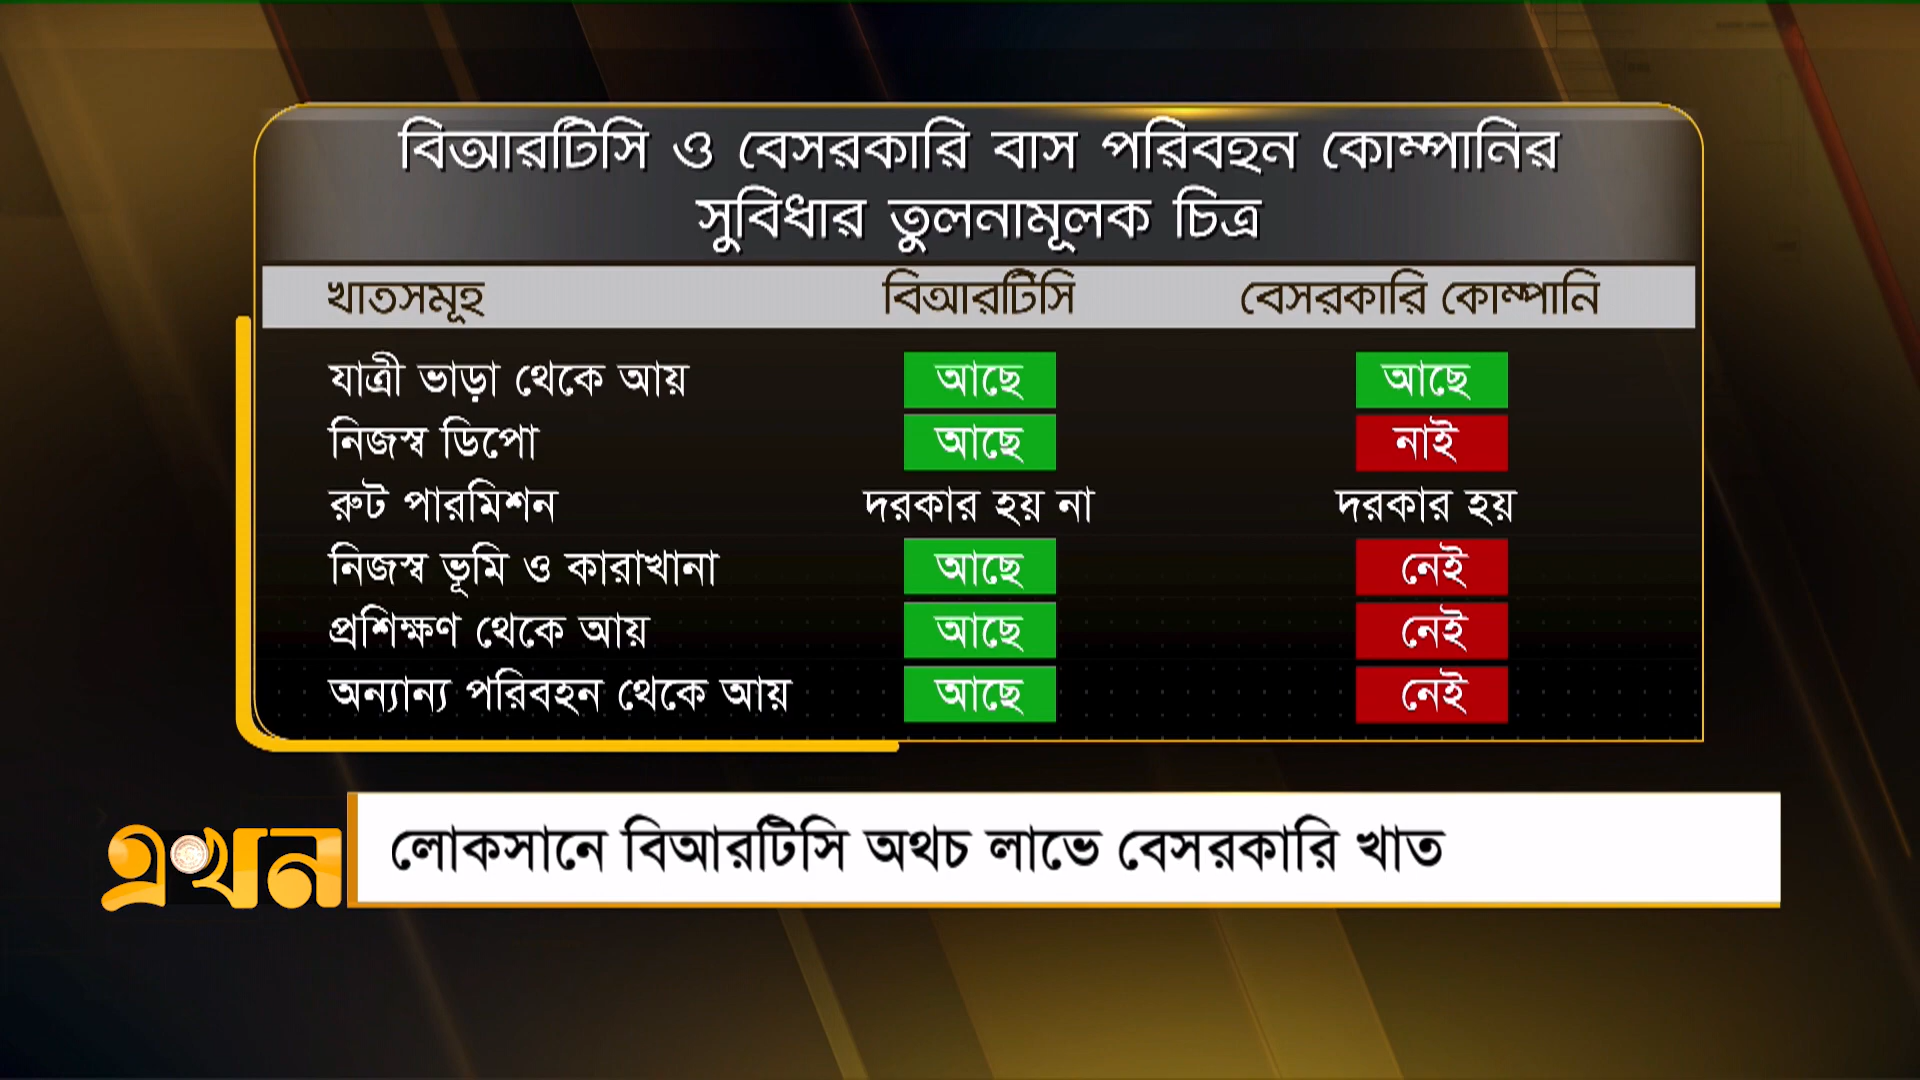 বিআরটিসি ও বেসরকারি বাস পরিবহন কোম্পানির
সুবিধার তুলনামূলক চিত্র
খাতসমূহ বিআরটিসি বেসরকারি কোম্পানি
যাত্রী ভাড়া থেকে আয় আছে আছে
নিজস্ব ডিপো আছে নাই
রুট পারমিশন দরকার হয় না দরকার হয়
নিজস্ব ভূমি ও কারাখানা আছে নেই
প্রশিক্ষণ থেকে আয় আছে নেই
অন্যান্য পরিবহন থেকে আয় আছে নেই
এখন লোকসানে বিআরটিসি অথচ লাভে বেসরকারি খাত